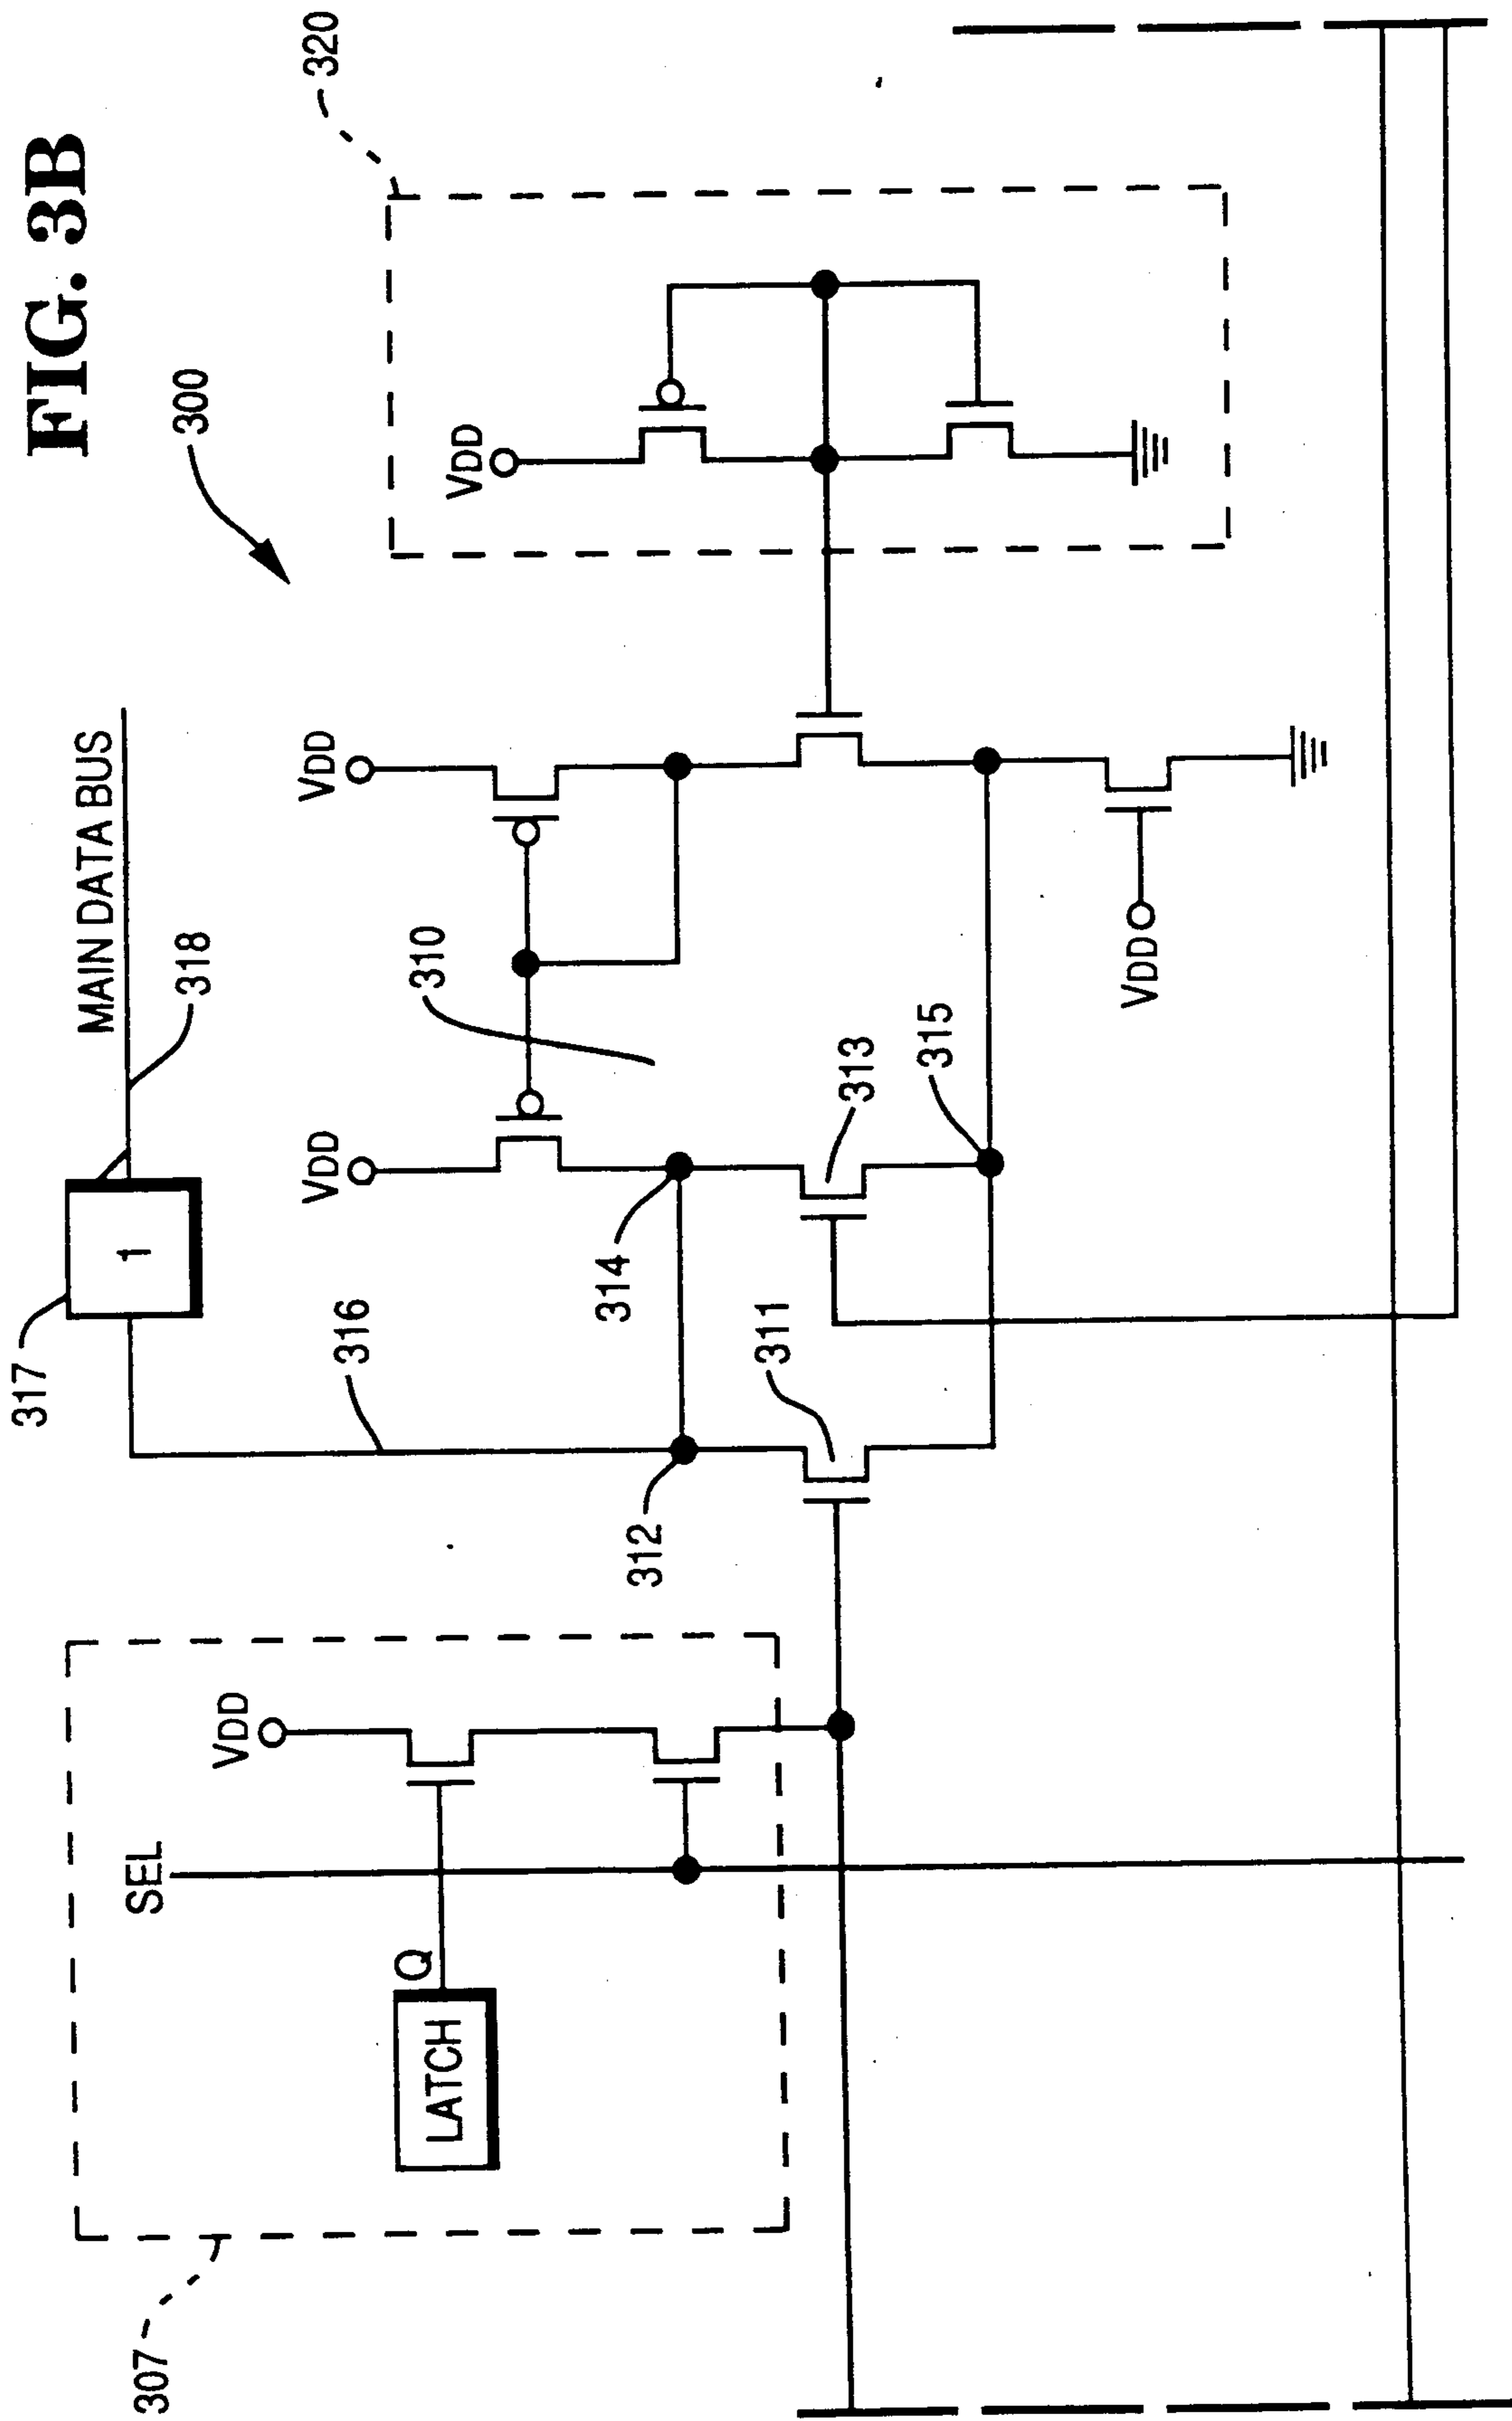 FIG. 3B
300
320
317
1
MAIN DATA BUS
318
316
VDD
VDD
VDD
310
314
312
313
311
315
VDD
307
SEL
VDD
Q
LATCH